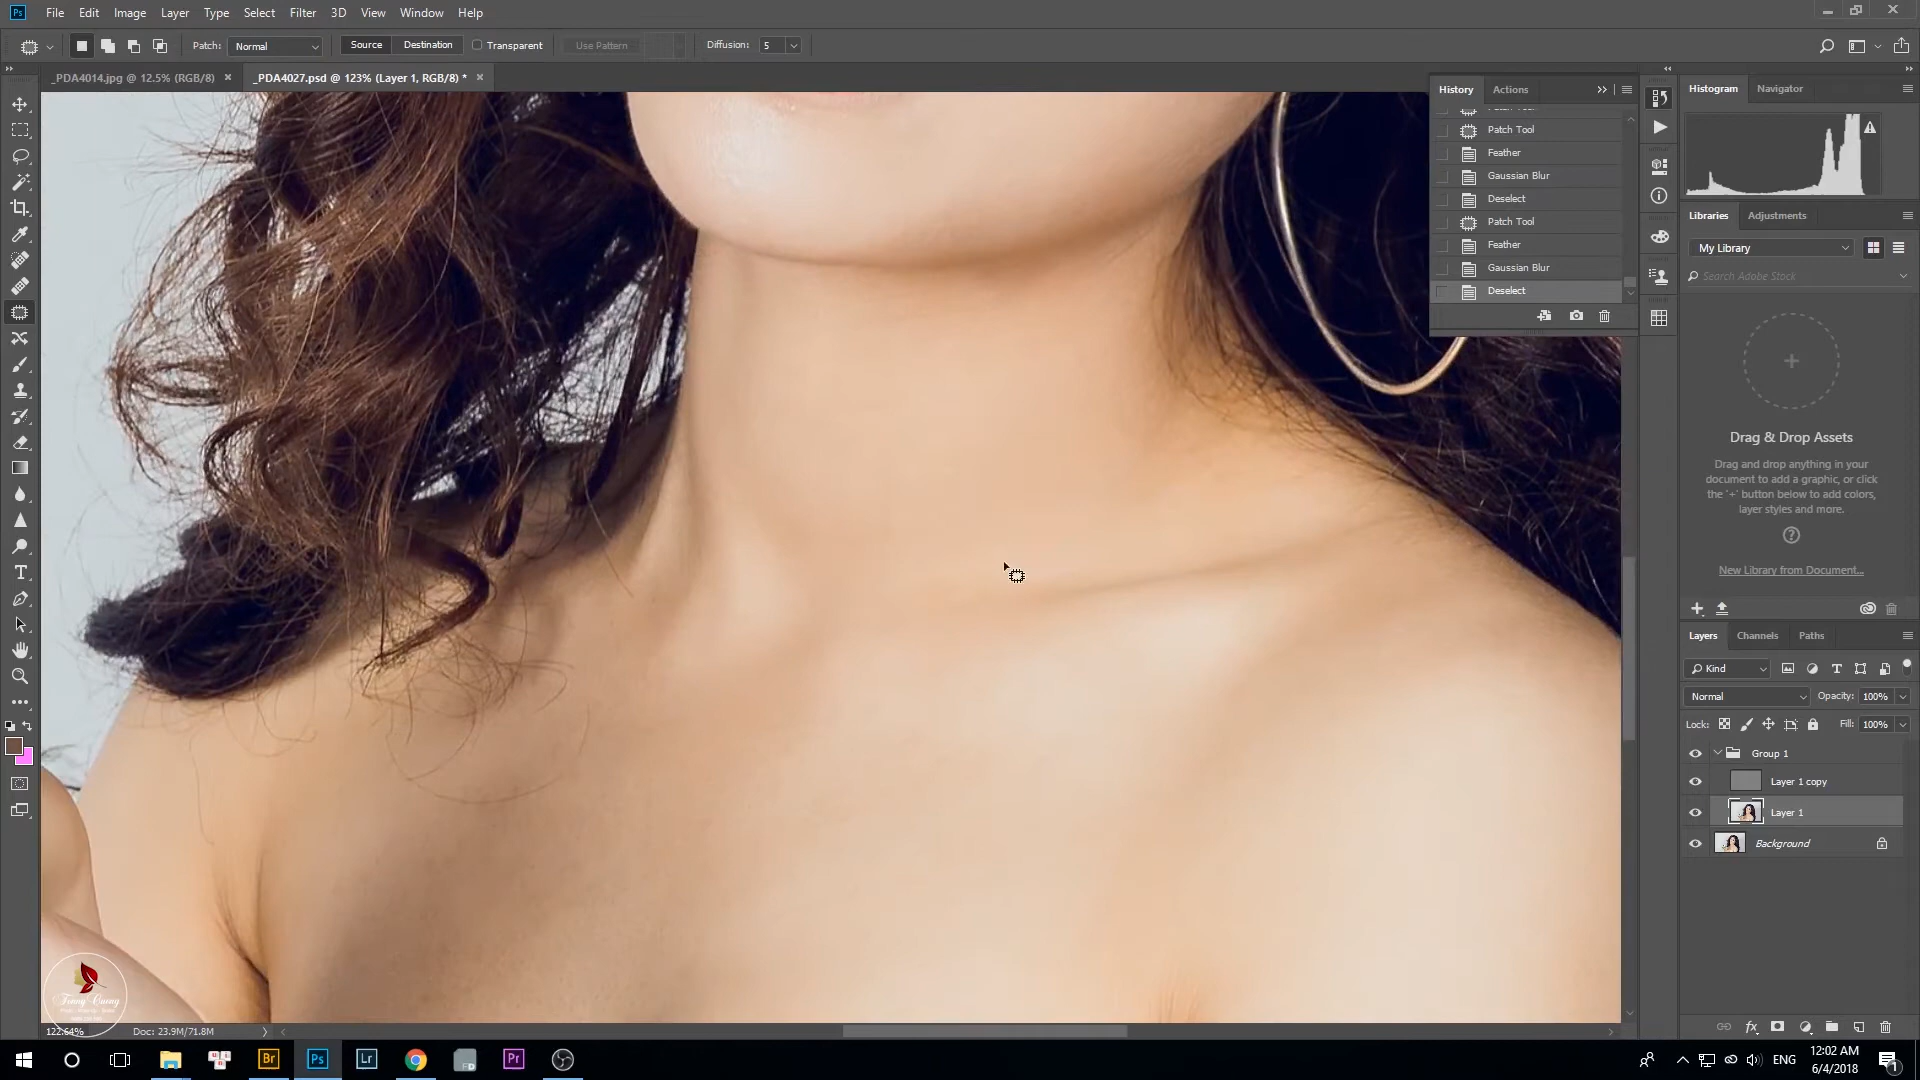 Ps File Edit Image Layer Type Select Filter 3D View Window Help
Patch: Normal Source Destination Transparent Use Pattern Diffusion: 5
_PDA4014.jpg @ 12.5% (RGB/8) × _PDA4027.psd @ 123% (Layer 1, RGB/8) * ×
History Actions
Patch Tool
Feather
Gaussian Blur
Deselect
Patch Tool
Feather
Gaussian Blur
Deselect
Histogram Navigator
Libraries Adjustments
My Library
Search Adobe Stock
Drag & Drop Assets
Drag and drop anything in your
document to add a graphic, or click
the '+' button below to add colors,
layer styles and more.
New Library from Document...
Layers Channels Paths
Kind
Normal Opacity: 100%
Lock: Fill: 100%
Group 1
Layer 1 copy
Layer 1
Background
122.64% Doc: 23.9M/71.8M
Br Ps Lr Pr
ENG
12:02 AM
6/4/2018
1